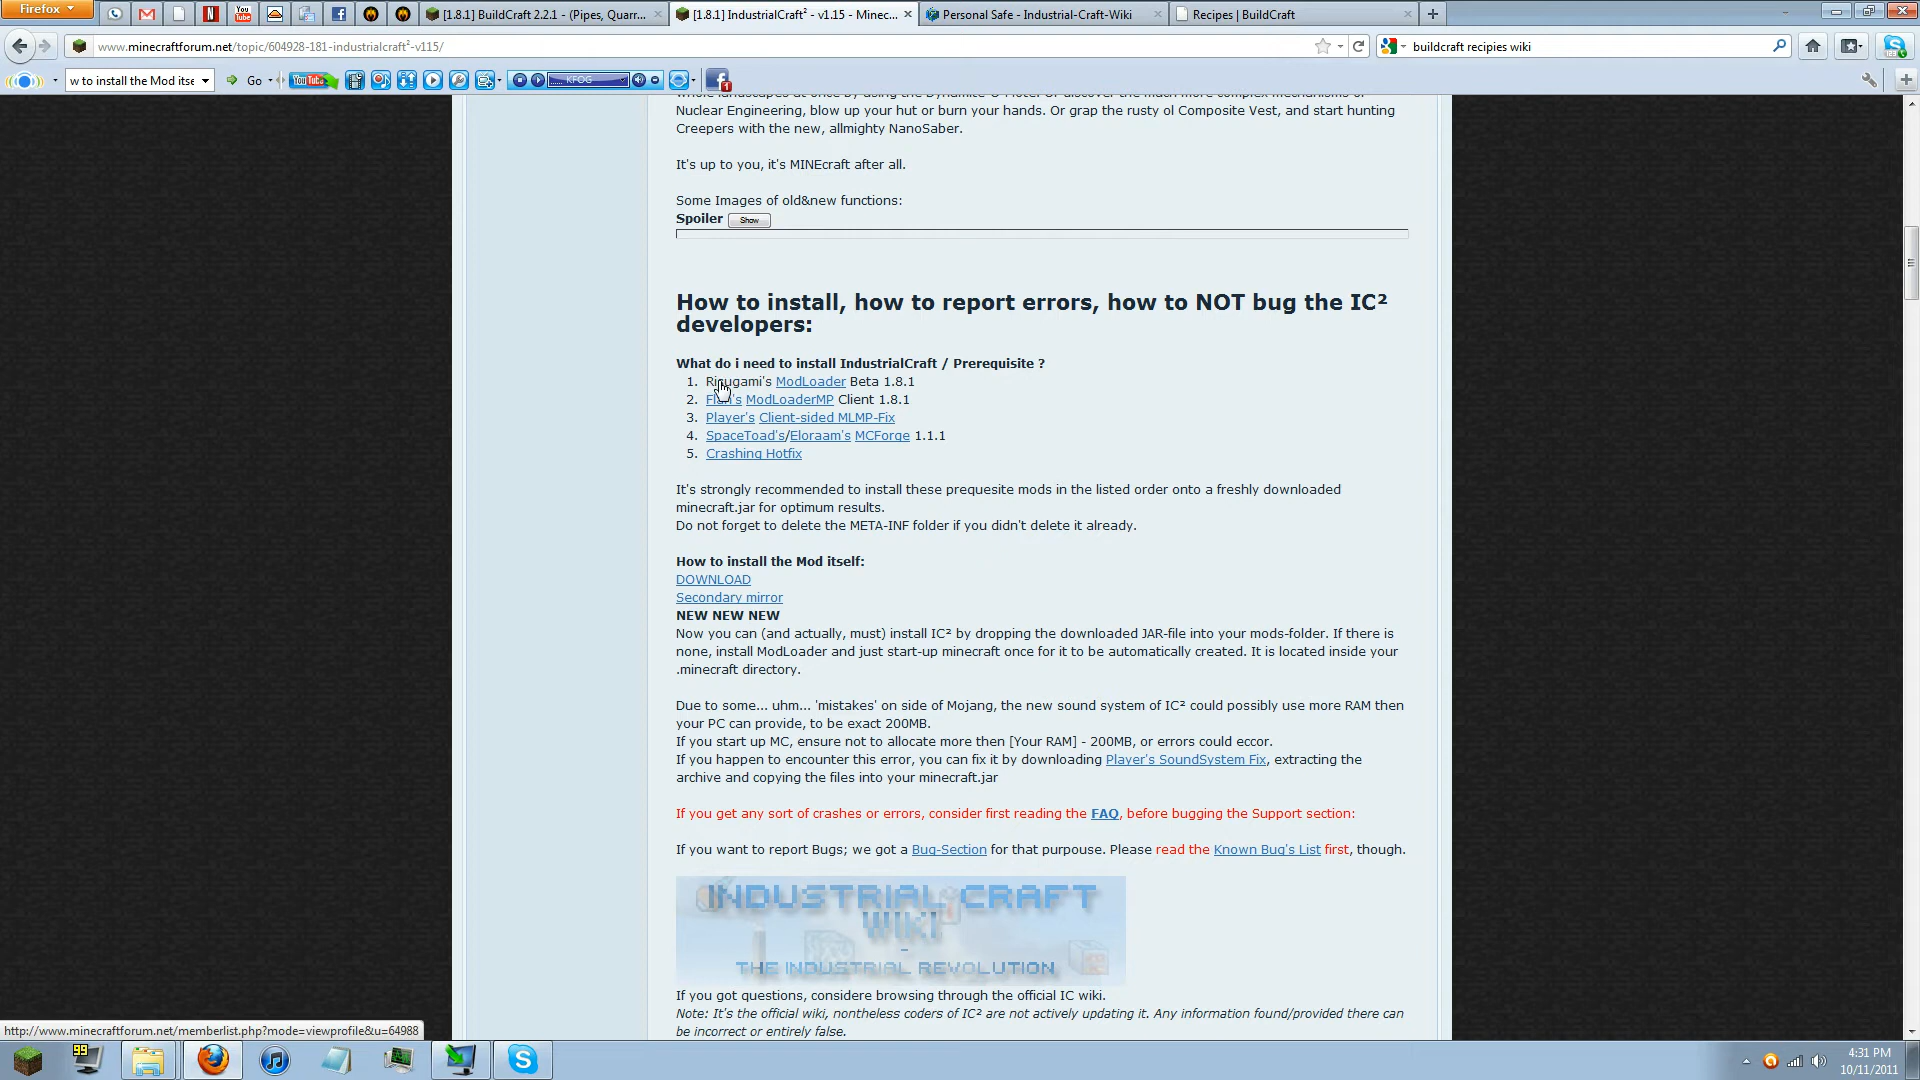 Firefox
[1.8.1] BuildCraft 2.2.1 - (Pipes, Quarr...
[1.8.1] IndustrialCraft² - v1.15 - Minec...
Personal Safe - Industrial-Craft-Wiki
Recipes | BuildCraft
www.minecraftforum.net/topic/604928-181-industrialcraft²-v115/
buildcraft recipies wiki
w to install the Mod itse
Go
YouTube
KFOG
Nuclear Engineering, blow up your hut or burn your hands. Or grap the rusty ol Composite Vest, and start hunting
Creepers with the new, allmighty NanoSaber.
It's up to you, it's MINEcraft after all.
Some Images of old&new functions:
Spoiler Show
How to install, how to report errors, how to NOT bug the IC²
developers:
What do i need to install IndustrialCraft / Prerequisite ?
1. Risugami's ModLoader Beta 1.8.1
2. Flan's ModLoaderMP Client 1.8.1
3. Player's Client-sided MLMP-Fix
4. SpaceToad's/Eloraam's MCForge 1.1.1
5. Crashing Hotfix
It's strongly recommended to install these prequesite mods in the listed order onto a freshly downloaded
minecraft.jar for optimum results.
Do not forget to delete the META-INF folder if you didn't delete it already.
How to install the Mod itself:
DOWNLOAD
Secondary mirror
NEW NEW NEW
Now you can (and actually, must) install IC² by dropping the downloaded JAR-file into your mods-folder. If there is
none, install ModLoader and just start-up minecraft once for it to be automatically created. It is located inside your
.minecraft directory.
Due to some... uhm... 'mistakes' on side of Mojang, the new sound system of IC² could possibly use more RAM then
your PC can provide, to be exact 200MB.
If you start up MC, ensure not to allocate more then [Your RAM] - 200MB, or errors could eccor.
If you happen to encounter this error, you can fix it by downloading Player's SoundSystem Fix, extracting the
archive and copying the files into your minecraft.jar
If you get any sort of crashes or errors, consider first reading the FAQ, before bugging the Support section:
If you want to report Bugs; we got a Bug-Section for that purpouse. Please read the Known Bug's List first, though.
INDUSTRIAL CRAFT
WIKI
-
THE INDUSTRIAL REVOLUTION
If you got questions, considere browsing through the official IC wiki.
Note: It's the official wiki, nontheless coders of IC² are not actively updating it. Any information found/provided there can
be incorrect or entirely false.
http://www.minecraftforum.net/memberlist.php?mode=viewprofile&u=64988
99
4:31 PM
10/11/2011